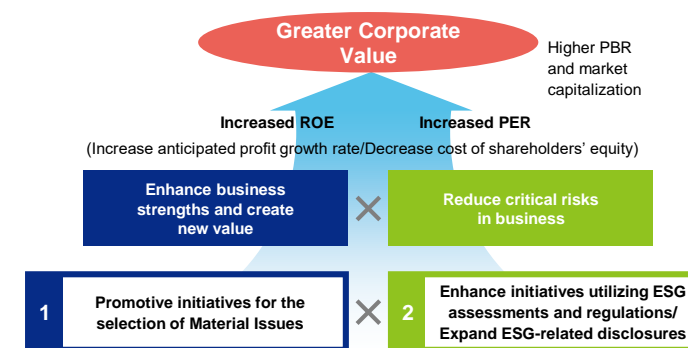 Greater Corporate
Value
Higher PBR
and market
capitalization
Increased ROE
Increased PER
(Increase anticipated profit growth rate/Decrease cost of shareholders' equity)
Enhance business
strengths and create
new value
Reduce critical risks
in business
1
Promotive initiatives for the
selection of Material Issues
2
Enhance initiatives utilizing ESG
assessments and regulations/
Expand ESG-related disclosures